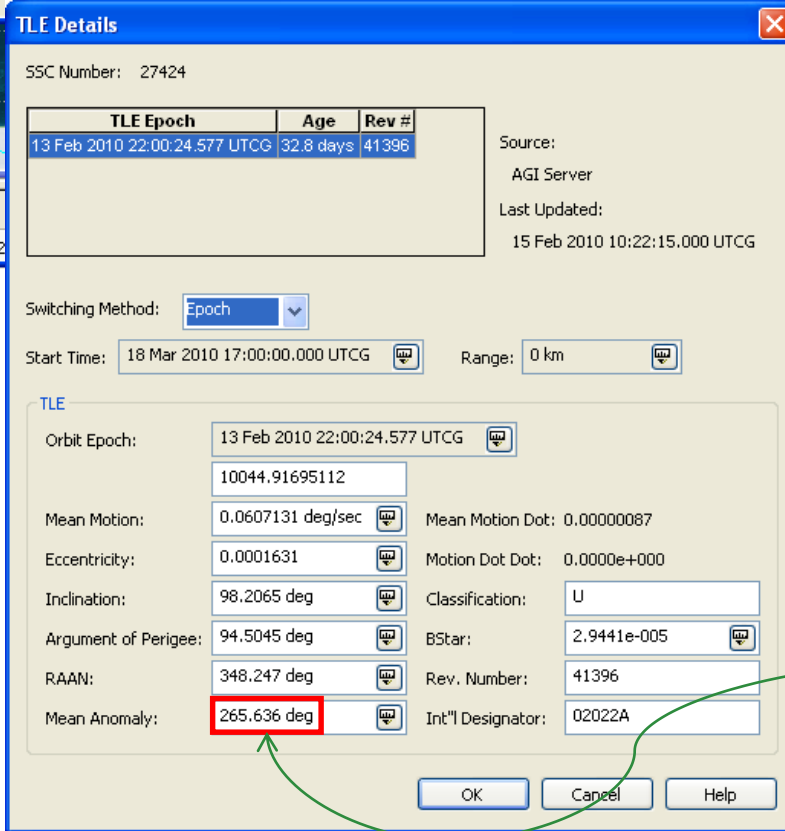 TLE Details
SSC Number: 27424
TLE Epoch Age Rev #
13 Feb 2010 22:00:24.577 UTCG 32.8 days 41396
Source:
AGI Server
Last Updated:
15 Feb 2010 10:22:15.000 UTCG
Switching Method: Epoch
Start Time: 18 Mar 2010 17:00:00.000 UTCG Range: 0 km
TLE
Orbit Epoch: 13 Feb 2010 22:00:24.577 UTCG
10044.91695112
Mean Motion: 0.0607131 deg/sec Mean Motion Dot: 0.00000087
Eccentricity: 0.0001631 Motion Dot Dot: 0.0000e+000
Inclination: 98.2065 deg Classification: U
Argument of Perigee: 94.5045 deg BStar: 2.9441e-005
RAAN: 348.247 deg Rev. Number: 41396
Mean Anomaly: 265.636 deg Int"l Designator: 02022A
OK Cancel Help